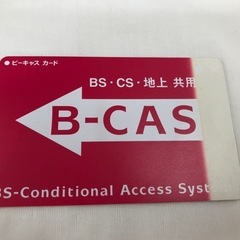 ● ビーキャス カード
BS・CS・地上 共用
B-CAS
BS-Conditional Access Syst